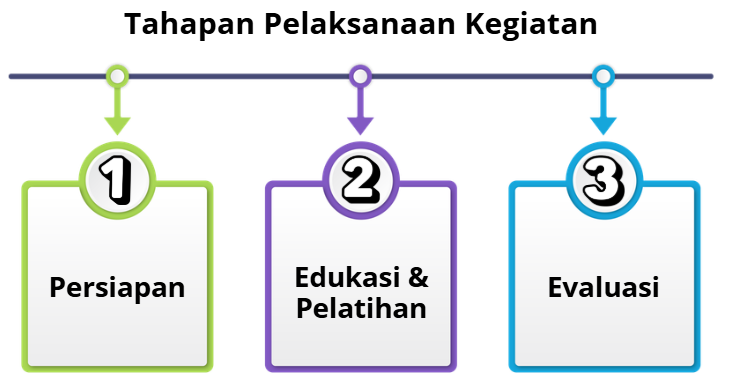 Tahapan Pelaksanaan Kegiatan
1
2
3
Persiapan
Edukasi &
Pelatihan
Evaluasi